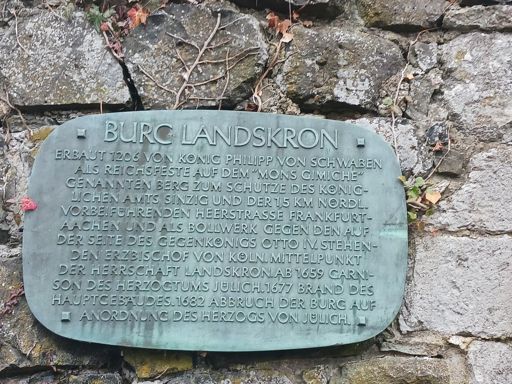 BURG LANDSKRON
ERBAUT 1206 VON KÖNIG PHILIPP VON SCHWABEN
ALS REICHSFESTE AUF DEM "MONS GIMICHE"
GENANNTEN BERG ZUM SCHUTZE DES KÖNIG-
LICHEN AMTS SINZIG UND DER 1.5 KM NÖRDL.
VORBEIFÜHRENDEN HEERSTRASSE FRANKFURT-
AACHEN UND ALS BOLLWERK GEGEN DEN AUF
DER SEITE DES GEGENKÖNIGS OTTO IV. STEHEN-
DEN ERZBISCHOF VON KÖLN. MITTELPUNKT
DER HERRSCHAFT LANDSKRON. AB 1659 GARNI-
SON DES HERZOGTUMS JÜLICH. 1677 BRAND DES
HAUPTGEBÄUDES. 1682 ABBRUCH DER BURG AUF
ANORDNUNG DES HERZOGS VON JÜLICH.